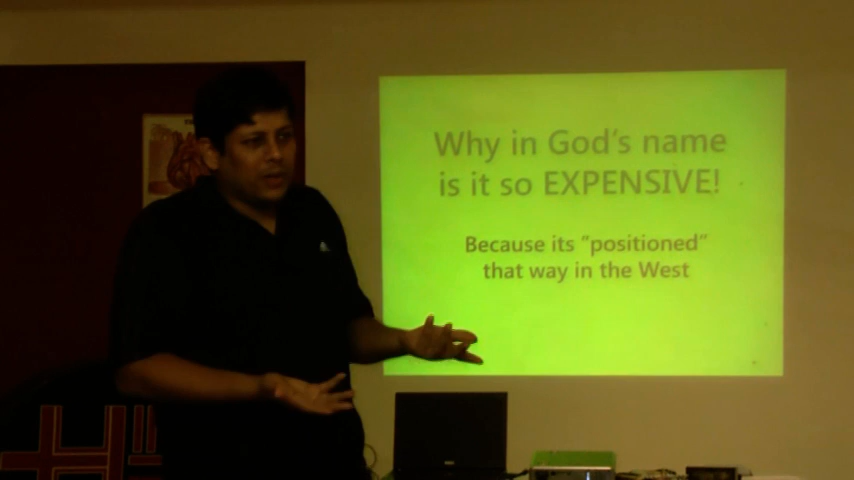 Why in God's name
is it so EXPENSIVE!
Because its "positioned"
that way in the West